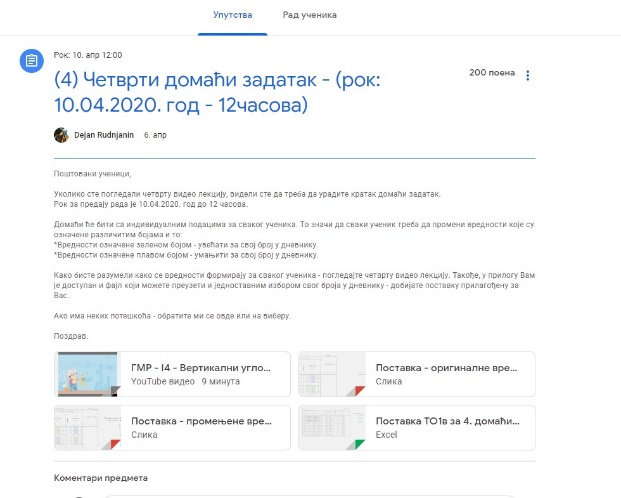 Упутства
Рад ученика
Рок: 10. апр 12:00
(4) Четврти домаћи задатак - (рок:
10.04.2020. год - 12часова)
200 поена
Dejan Rudnjanin 6. апр
Поштовани ученици,
Уколико сте погледали четврту видео лекцију, видели сте да треба да урадите кратак домаћи задатак.
Рок за предају рада је 10.04.2020. год до 12 часова.
Домаћи ће бити са индивидуалним подацима за сваког ученика. То значи да сваки ученик треба да промени вредности које су
означене различитим бојама и то:
*Вредности означене зеленом бојом - увећати за свој број у дневнику.
*Вредности означене плавом бојом - умањити за свој број у дневнику.
Како бисте разумели како се вредности формирају за сваког ученика - погледајте четврту видео лекцију. Такође, у прилогу Вам
је доступан и фајл који можете преузети и једноставним избором свог броја у дневнику - добијате поставку прилагођену за
Вас.
Ако има неких потешкоћа - обратите ми се овде или на виберу.
Поздрав.
ГМР - I4 - Вертикални угло...
YouTube видео 9 минута
Поставка - оригиналне вре...
Слика
Поставка - промењене вре...
Слика
Поставка ТО1в за 4. домаћи...
Excel
Коментари предмета